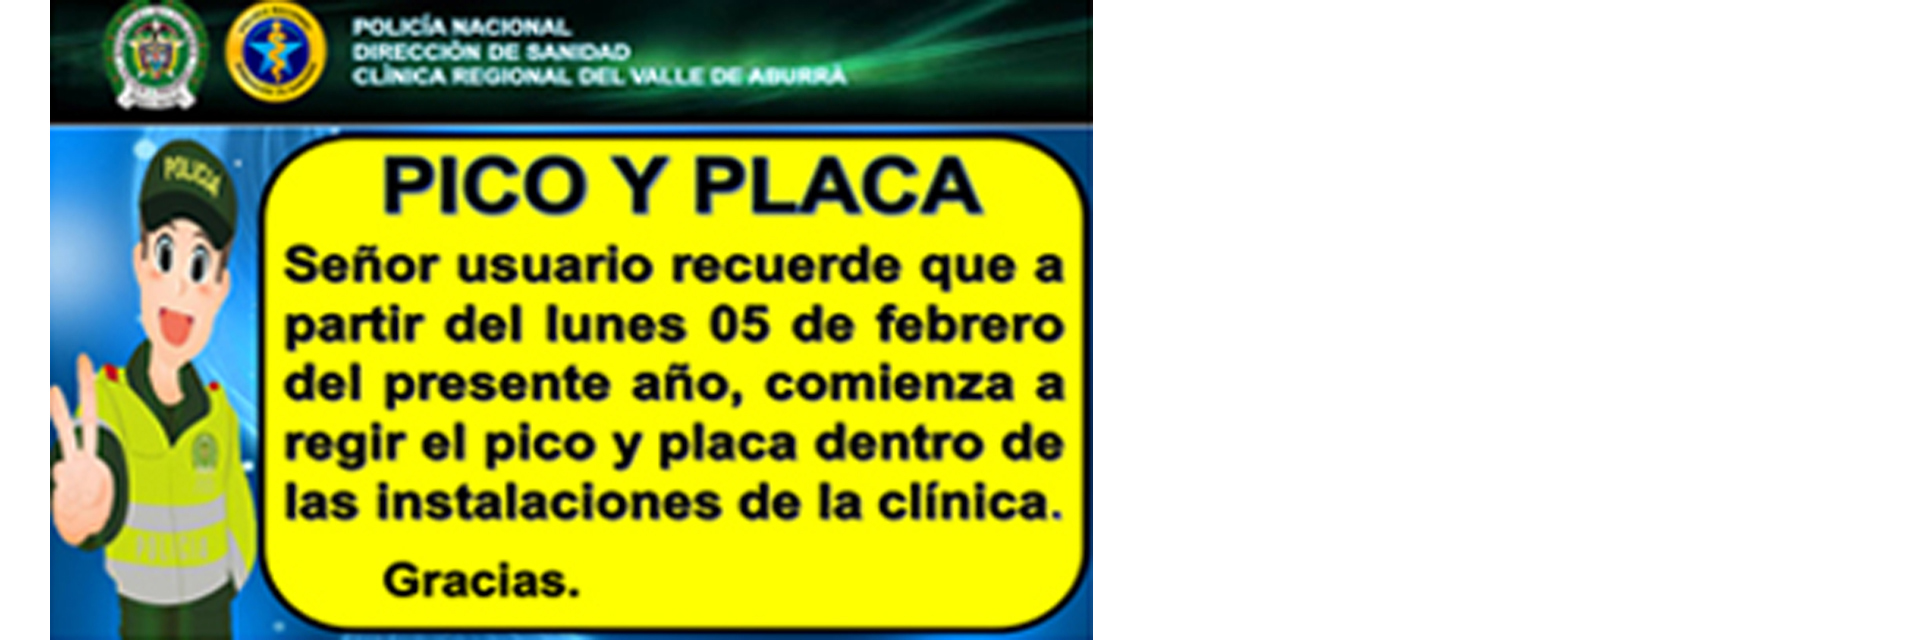 POLICÍA NACIONAL
DIRECCIÓN DE SANIDAD
CLÍNICA REGIONAL DEL VALLE DE ABURRÁ
POLICIA
PICO Y PLACA
Señor usuario recuerde que a
partir del lunes 05 de febrero
del presente año, comienza a
regir el pico y placa dentro de
las instalaciones de la clínica.
Gracias.
POLICIA